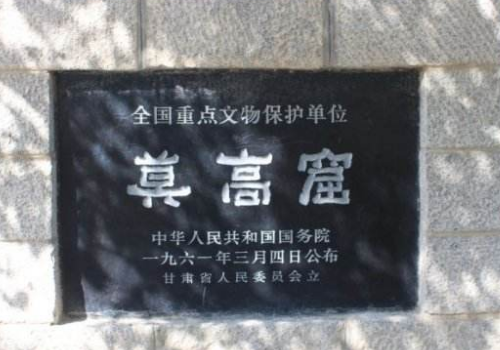 全国重点文物保护单位
莫高窟
中华人民共和国国务院
一九六一年三月四日公布
甘肃省人民委员会立